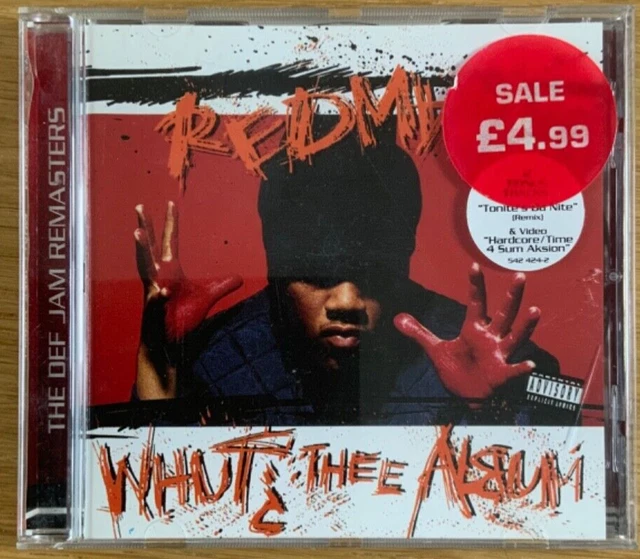 THE DEF JAM REMASTERS
REDMA
SALE
£4.99
"Tonite's Da Nite"
(Remix)
& Video
"Hardcore/Time
4 Sum Aksion"
542 424-2
PARENTAL
ADVISORY
EXPLICIT LYRICS
WHUT? THEE ALBUM